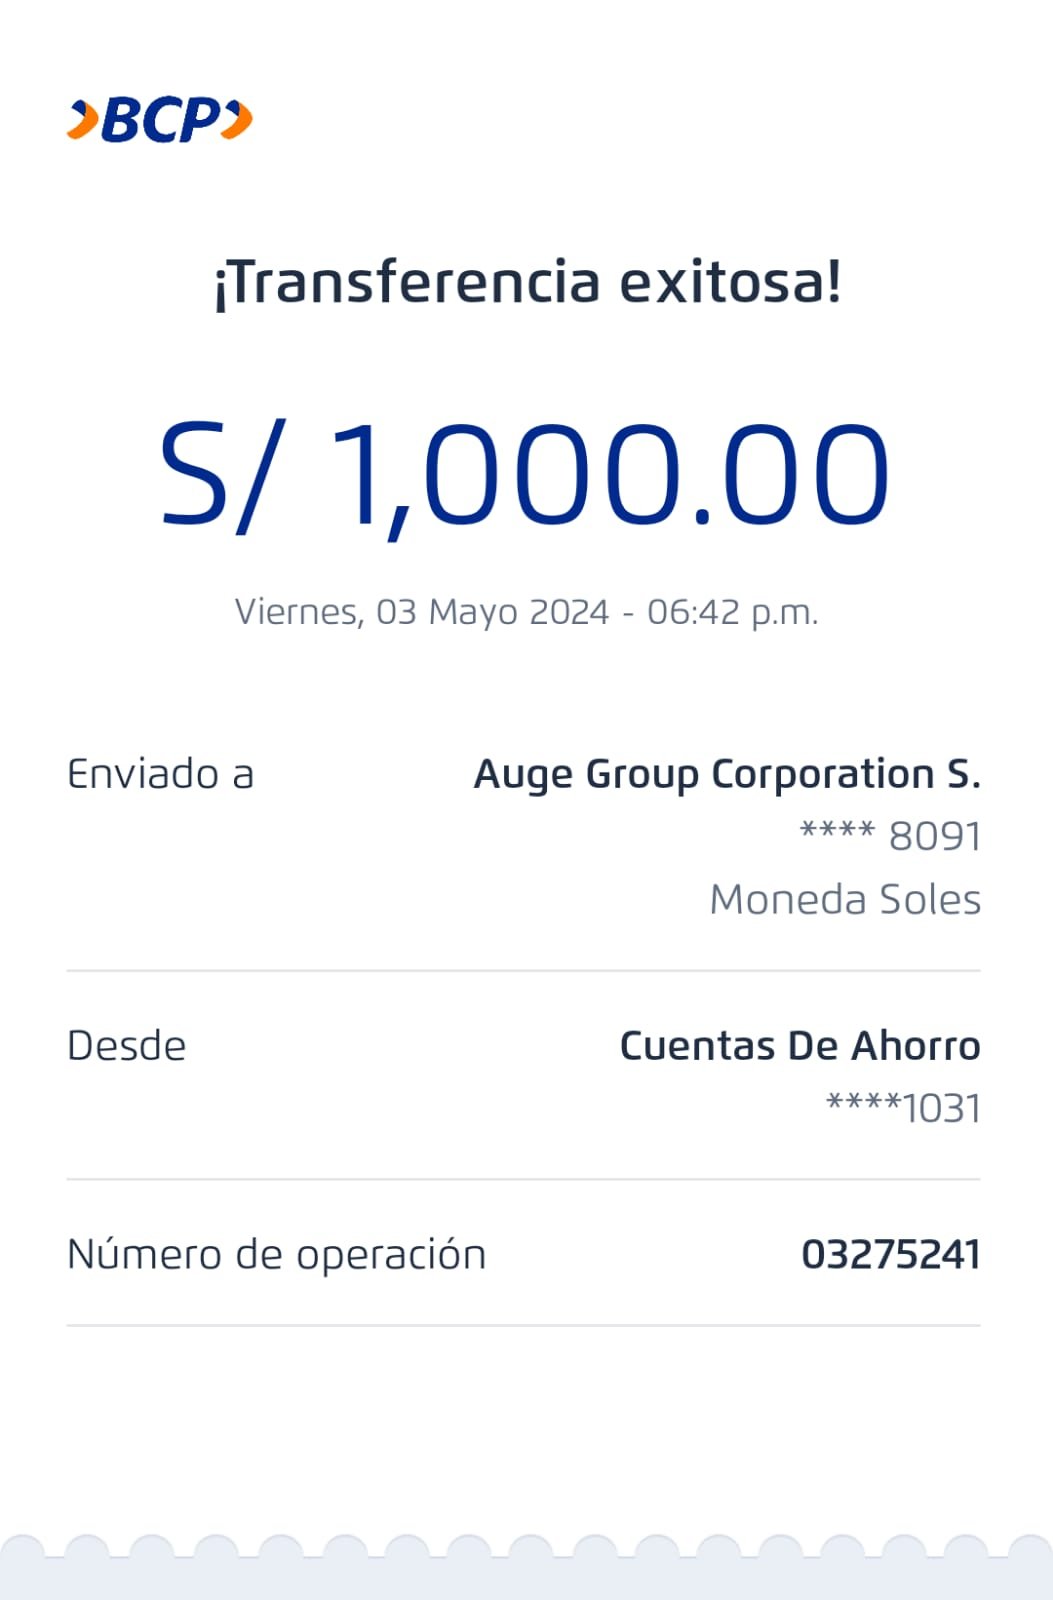 BCP
¡Transferencia exitosa!
S/ 1,000.00
Viernes, 03 Mayo 2024 - 06:42 p.m.
Enviado a Auge Group Corporation S.
**** 8091
Moneda Soles
Desde Cuentas De Ahorro
****1031
Número de operación 03275241